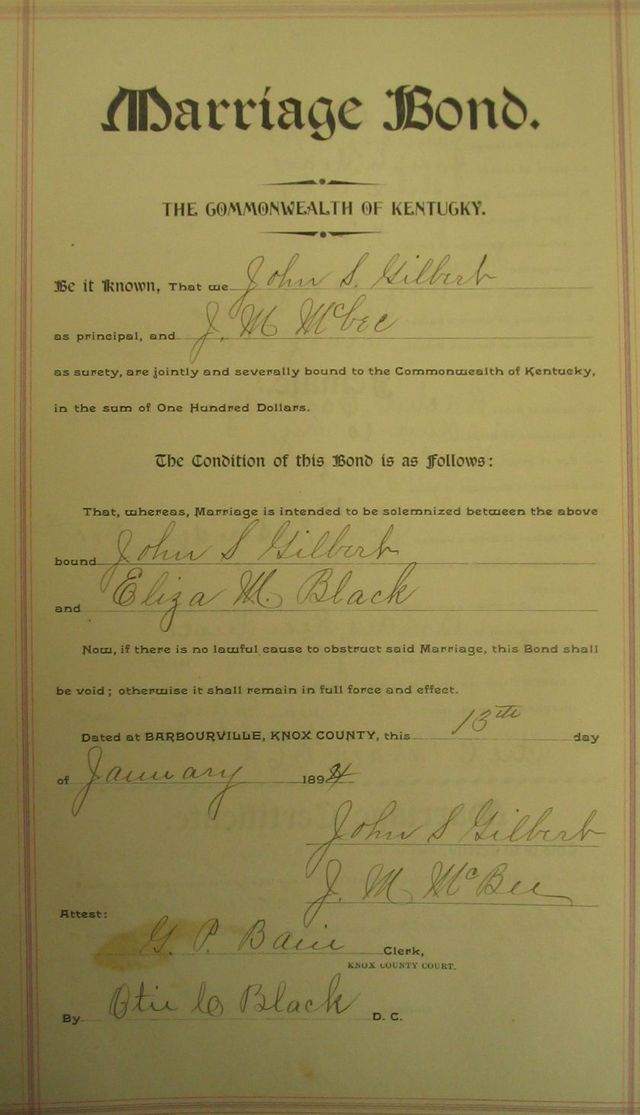 Marriage Bond.
THE COMMONWEALTH OF KENTUCKY.
Be it Known, That we John S. Gilbert
as principal, and J. M McBee
as surety, are jointly and severally bound to the Commonwealth of Kentucky,
in the sum of One Hundred Dollars.
The Condition of this Bond is as Follows:
That, whereas, Marriage is intended to be solemnized between the above
bound John S Gilbert
and Eliza M. Black
Now, if there is no lawful cause to obstruct said Marriage, this Bond shall
be void; otherwise it shall remain in full force and effect.
Dated at BARBOURVILLE, KNOX COUNTY, this 13th day
of January 1894
John S Gilbert
J. M McBee
Attest:
G. P. Bain Clerk,
KNOX COUNTY COURT.
By Black D. C.